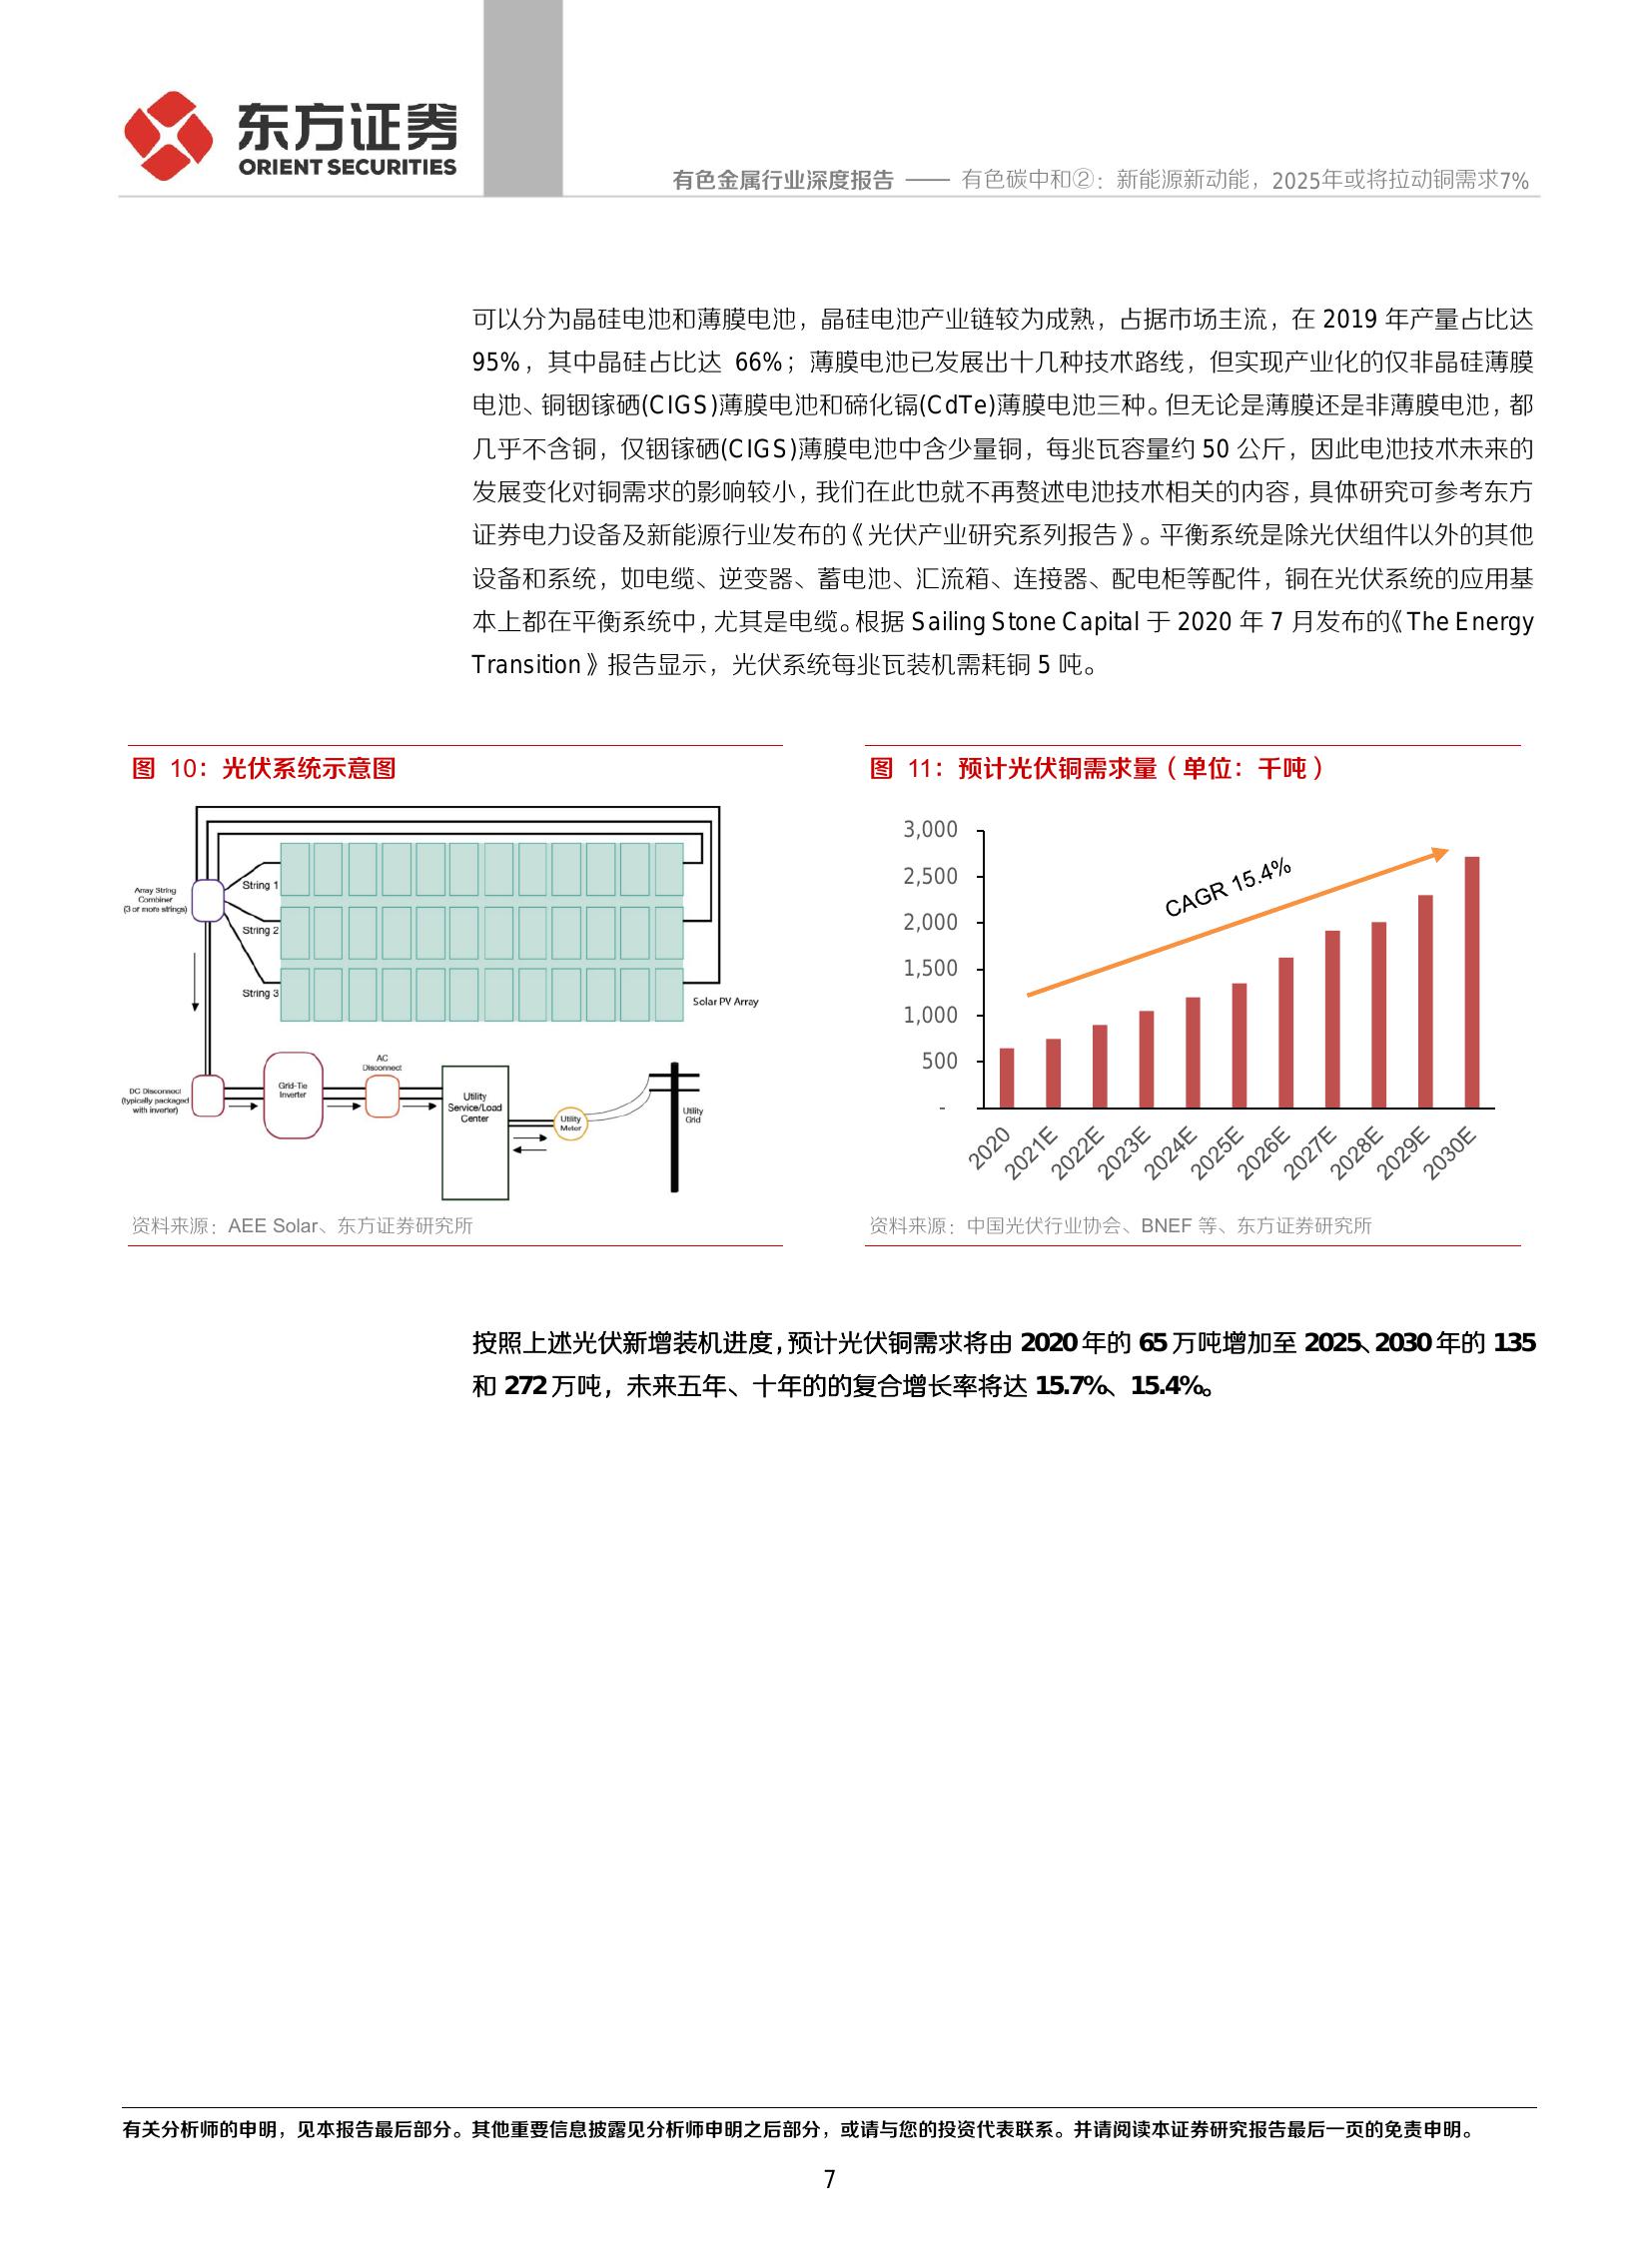 东方证券
ORIENT SECURITIES
有色金属行业深度报告 —— 有色碳中和②：新能源新动能，2025年或将拉动铜需求7%
可以分为晶硅电池和薄膜电池，晶硅电池产业链较为成熟，占据市场主流，在 2019 年产量占比达
95%，其中晶硅占比达 66%；薄膜电池已发展出十几种技术路线，但实现产业化的仅非晶硅薄膜
电池、铜铟镓硒(CIGS)薄膜电池和碲化镉(CdTe)薄膜电池三种。但无论是薄膜还是非薄膜电池，都
几乎不含铜，仅铟镓硒(CIGS)薄膜电池中含少量铜，每兆瓦容量约 50 公斤，因此电池技术未来的
发展变化对铜需求的影响较小，我们在此也就不再赘述电池技术相关的内容，具体研究可参考东方
证券电力设备及新能源行业发布的《光伏产业研究系列报告》。平衡系统是除光伏组件以外的其他
设备和系统，如电缆、逆变器、蓄电池、汇流箱、连接器、配电柜等配件，铜在光伏系统的应用基
本上都在平衡系统中，尤其是电缆。根据 Sailing Stone Capital 于 2020 年 7 月发布的《The Energy
Transition》报告显示，光伏系统每兆瓦装机需耗铜 5 吨。
图 10：光伏系统示意图
Array String
Combiner
(3 or more strings)
String 1
String 2
String 3
Solar PV Array
DC Disconnect
(typically packaged
with inverter)
Grid-Tie
Inverter
AC
Disconnect
Utility
Service/Load
Center
Utility
Meter
Utility
Grid
资料来源：AEE Solar、东方证券研究所
图 11：预计光伏铜需求量（单位：千吨）
3,000
2,500
2,000
1,500
1,000
500
-
CAGR 15.4%
2020
2021E
2022E
2023E
2024E
2025E
2026E
2027E
2028E
2029E
2030E
资料来源：中国光伏行业协会、BNEF 等、东方证券研究所
按照上述光伏新增装机进度，预计光伏铜需求将由 2020 年的 65 万吨增加至 2025、2030 年的 135
和 272 万吨，未来五年、十年的的复合增长率将达 15.7%、15.4%。
有关分析师的申明，见本报告最后部分。其他重要信息披露见分析师申明之后部分，或请与您的投资代表联系。并请阅读本证券研究报告最后一页的免责申明。
7